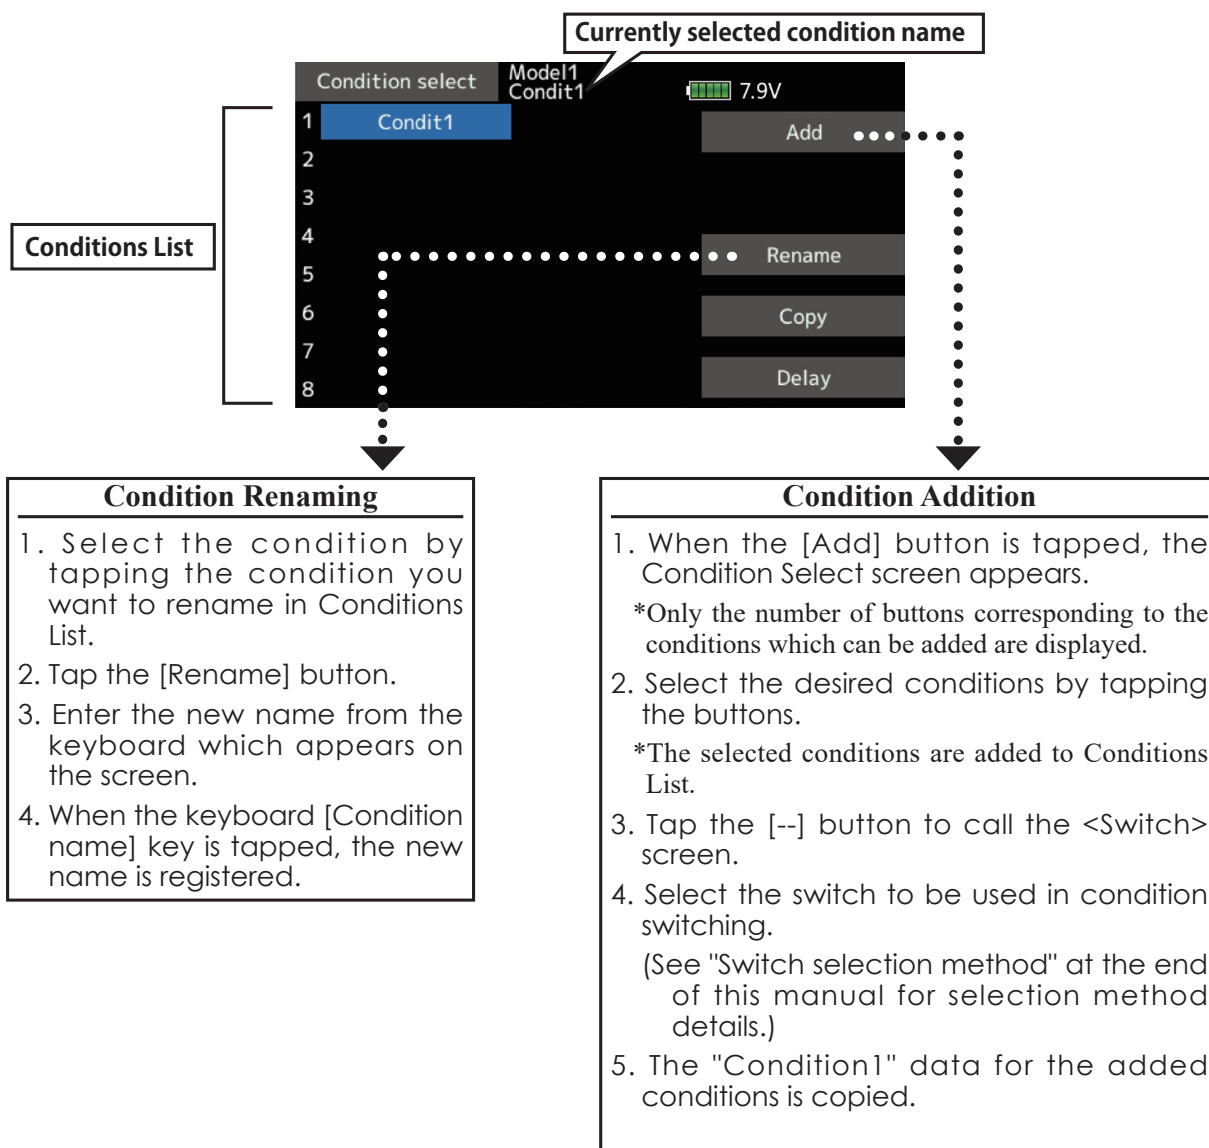 Currently selected condition name
Condition select
Model1
Condit1
7.9V
1 Condit1
Add
2
3
4
Conditions List
Rename
5
6
Copy
7
Delay
8
Condition Renaming
1. Select the condition by
tapping the condition you
want to rename in Conditions
List.
2. Tap the [Rename] button.
3. Enter the new name from the
keyboard which appears on
the screen.
4. When the keyboard [Condition
name] key is tapped, the new
name is registered.
Condition Addition
1. When the [Add] button is tapped, the
Condition Select screen appears.
*Only the number of buttons corresponding to the
conditions which can be added are displayed.
2. Select the desired conditions by tapping
the buttons.
*The selected conditions are added to Conditions
List.
3. Tap the [--] button to call the <Switch>
screen.
4. Select the switch to be used in condition
switching.
(See "Switch selection method" at the end
of this manual for selection method
details.)
5. The "Condition1" data for the added
conditions is copied.